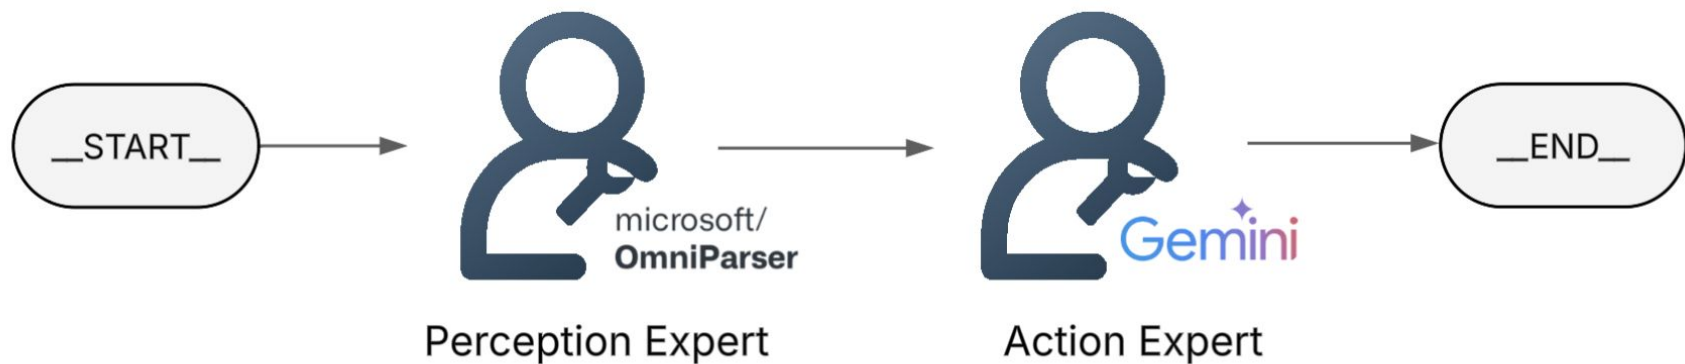 __START__
microsoft/
OmniParser
Perception Expert
Gemini
Action Expert
__END__